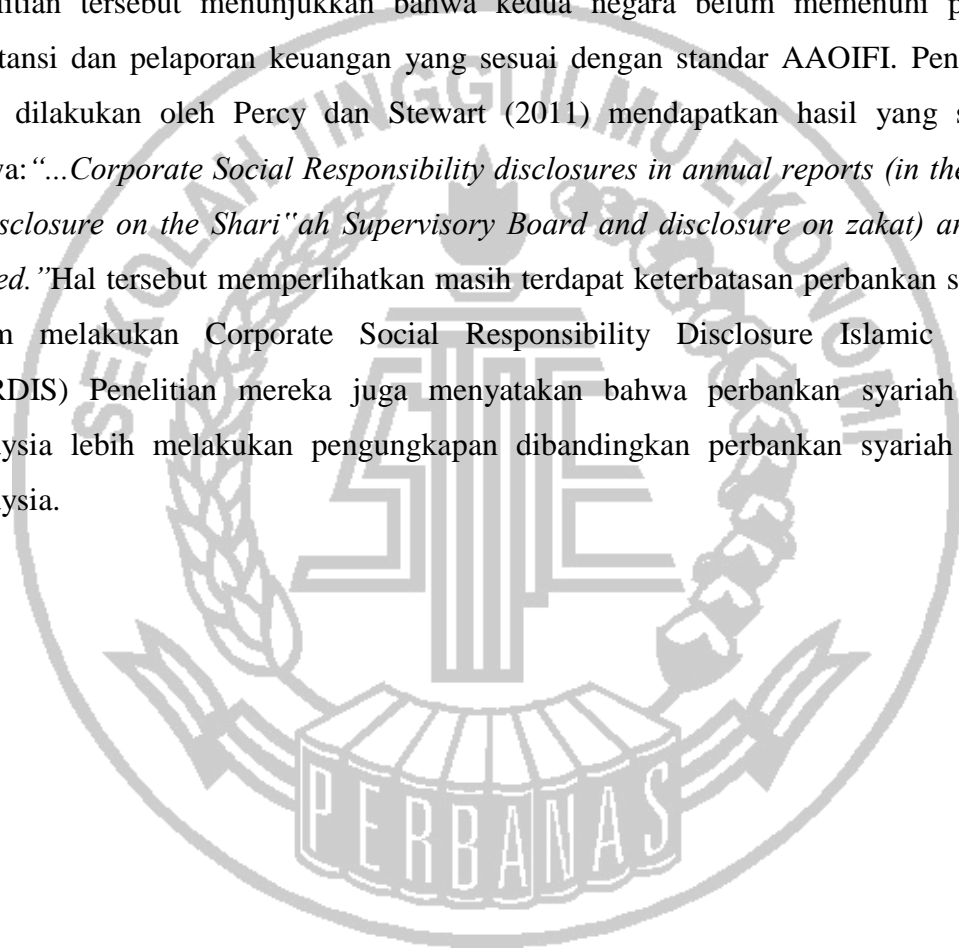 litian tersebut menunjukkan bahwa kedua negara belum memenuhi p
tansi dan pelaporan keuangan yang sesuai dengan standar AAOIFI. Pen
dilakukan oleh Percy dan Stewart (2011) mendapatkan hasil yang s
va: “...Corporate Social Responsibility disclosures in annual reports (in the
sclosure on the Shari‟ah Supervisory Board and disclosure on zakat) ar
ed.”Hal tersebut memperlihatkan masih terdapat keterbatasan perbankan s
m melakukan Corporate Social Responsibility Disclosure Islamic
RDIS) Penelitian mereka juga menyatakan bahwa perbankan syariah
ysia lebih melakukan pengungkapan dibandingkan perbankan syariah
ysia.
SEKOLAH TINGGI ILMU EKONOMI
PERBANAS